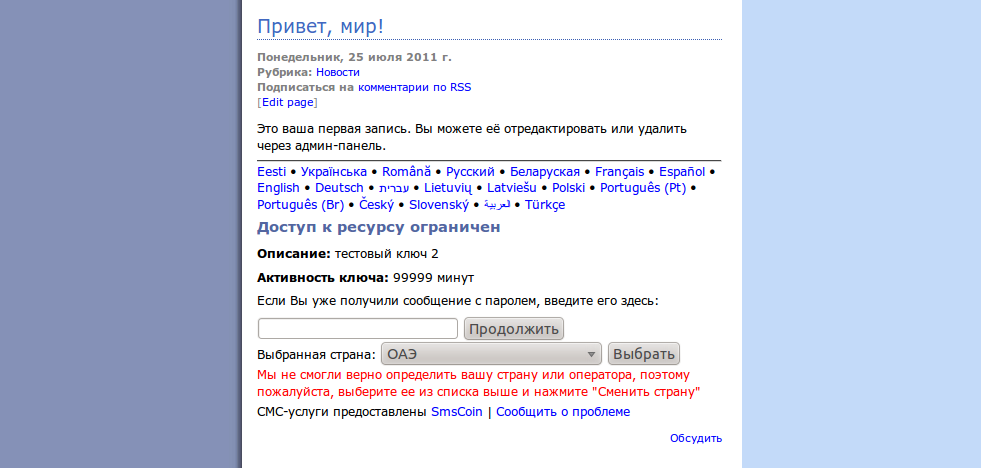 Привет, мир!
Понедельник, 25 июля 2011 г.
Рубрика: Новости
Подписаться на комментарии по RSS
[Edit page]
Это ваша первая запись. Вы можете её отредактировать или удалить
через админ-панель.
Eesti • Українська • Română • Русский • Беларуская • Français • Español •
English • Deutsch • עברית • Lietuvių • Latviešu • Polski • Português (Pt) •
Português (Br) • Český • Slovenský • العربية • Türkçe
Доступ к ресурсу ограничен
Описание: тестовый ключ 2
Активность ключа: 99999 минут
Если Вы уже получили сообщение с паролем, введите его здесь:
Продолжить
Выбранная страна: ОАЭ Выбрать
Мы не смогли верно определить вашу страну или оператора, поэтому
пожалуйста, выберите ее из списка выше и нажмите "Сменить страну"
СМС-услуги предоставлены SmsCoin | Сообщить о проблеме
Обсудить